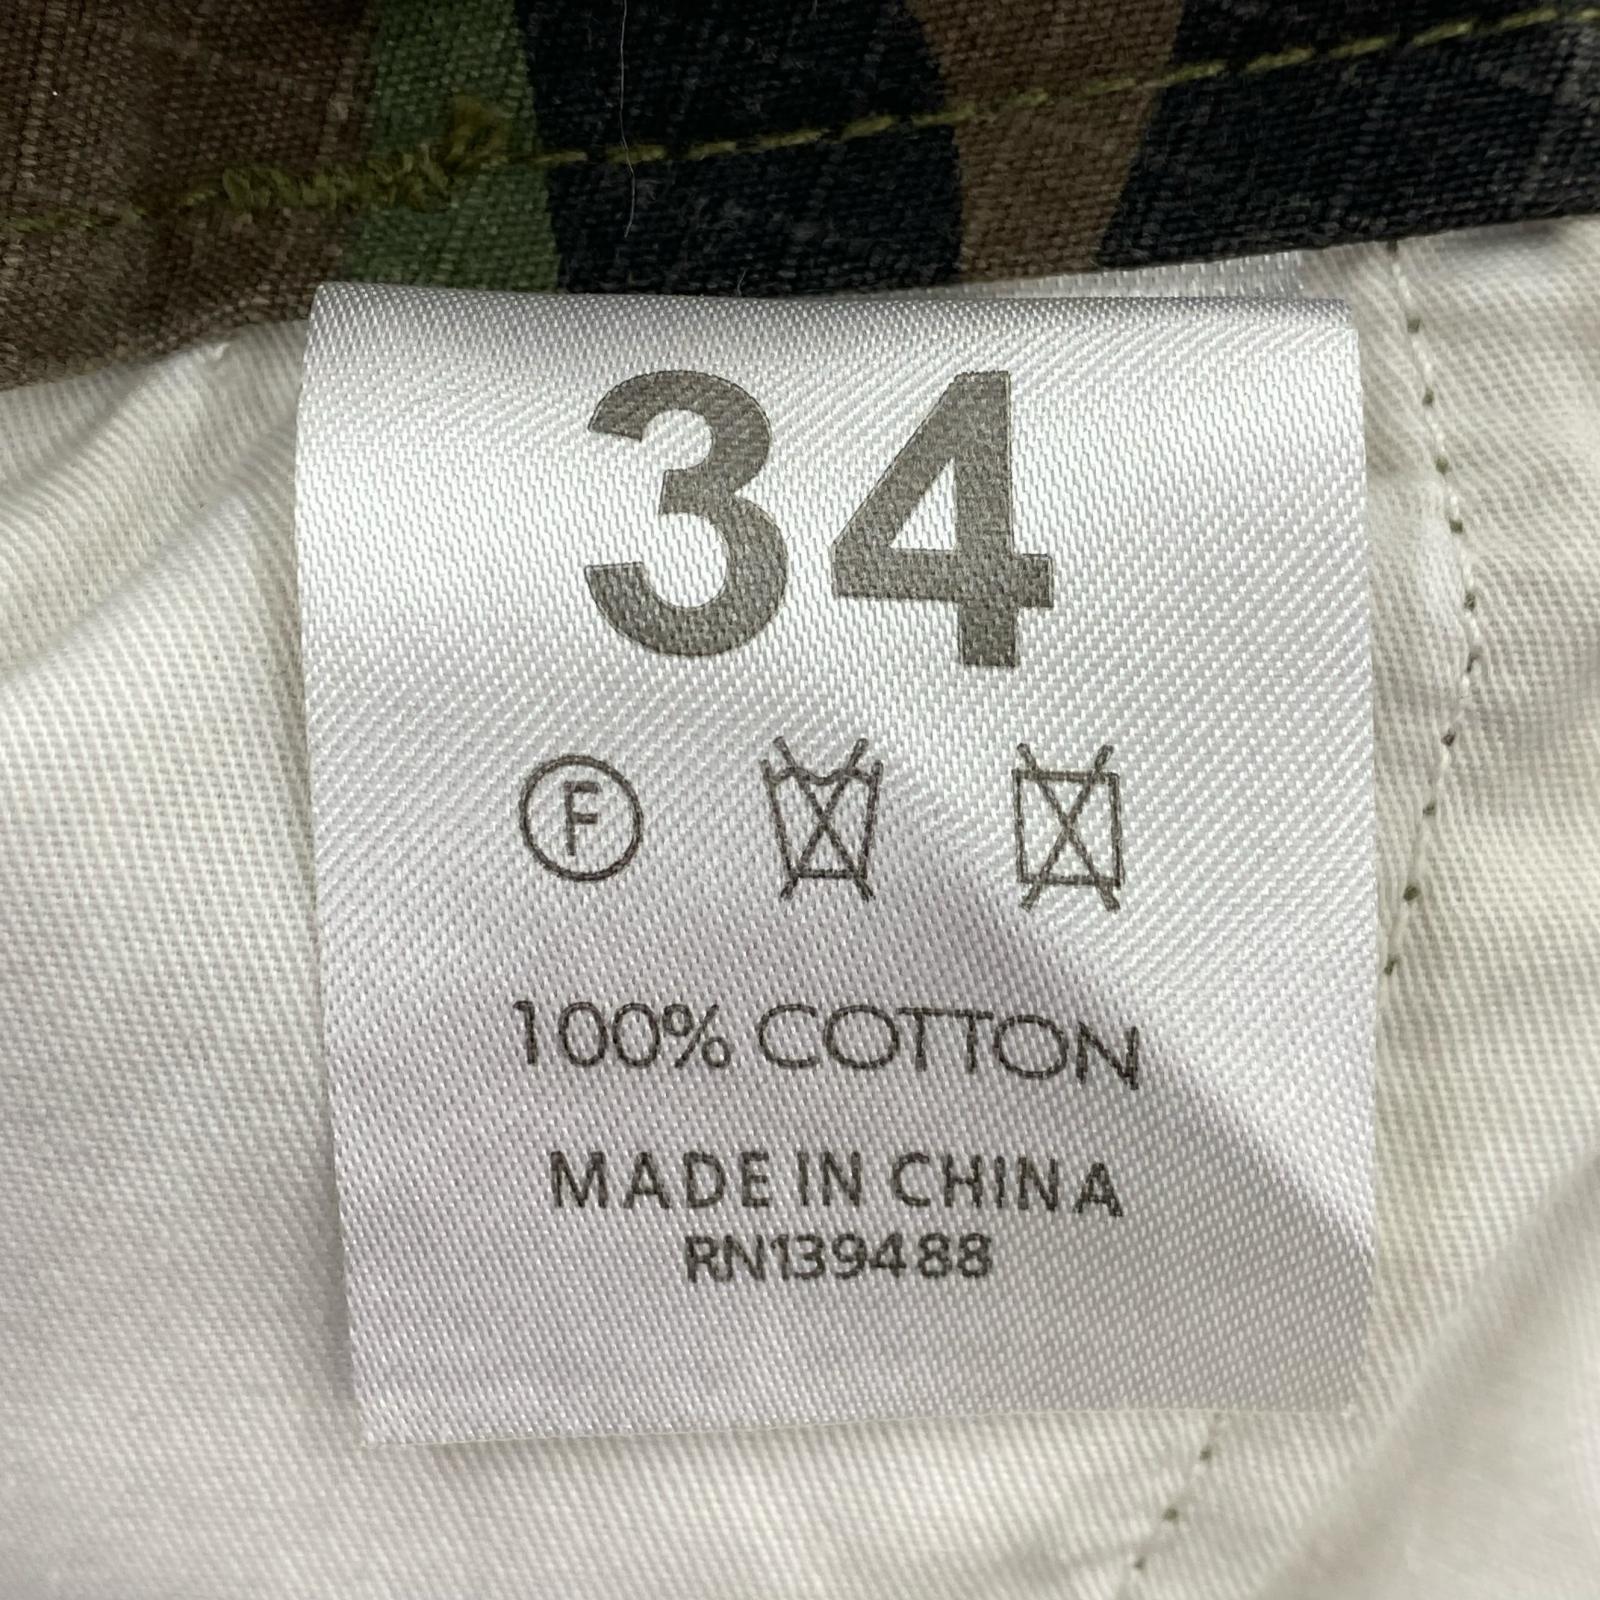 34
F
100% COTTON
MADE IN CHINA
RN139488